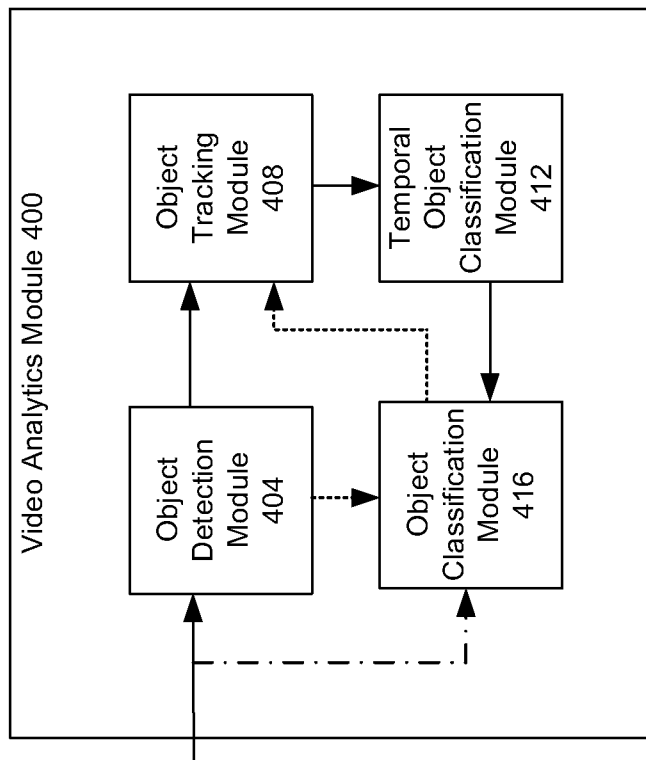 Video Analytics Module 400
Object
Detection
Module
404
Object
Tracking
Module
408
Object
Classification
Module
416
Temporal
Object
Classification
Module
412